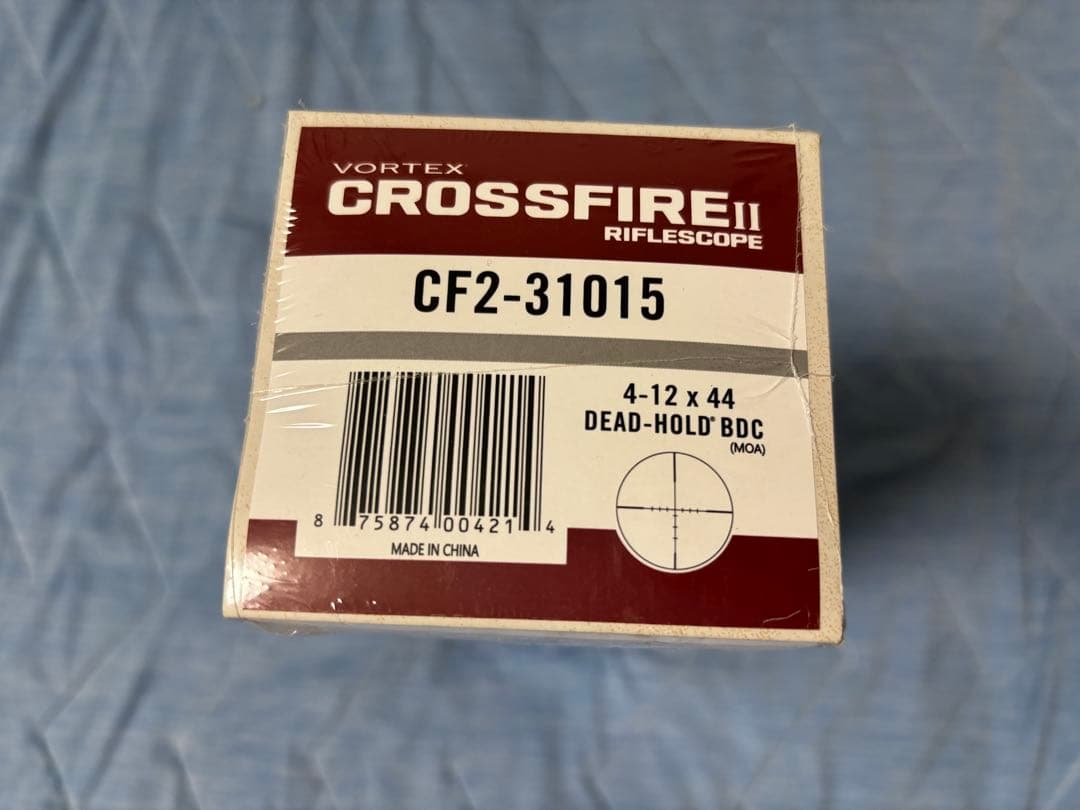 VORTEX
CROSSFIRE II
RIFLESCOPE
CF2-31015
4-12 x 44
DEAD-HOLD® BDC
(MOA)
8 75874 00421 4
MADE IN CHINA